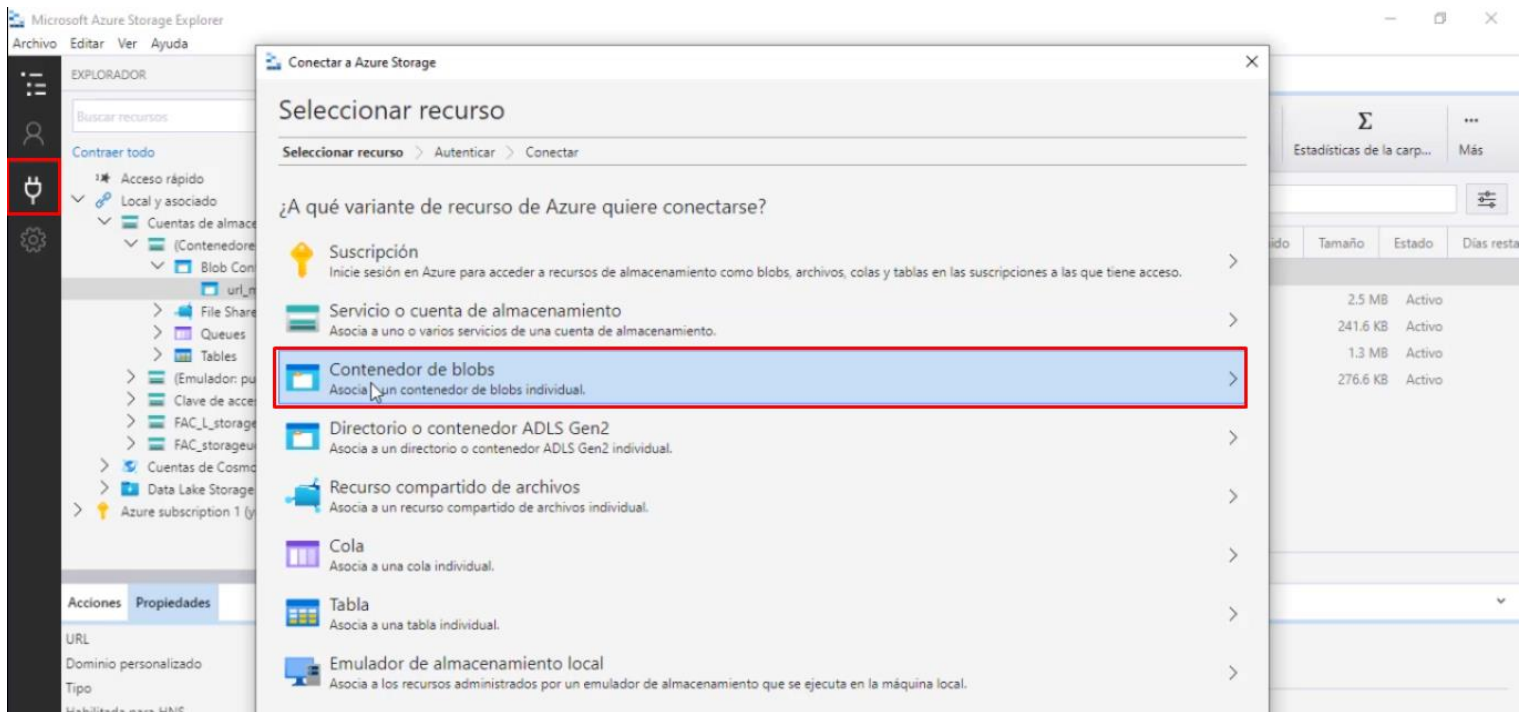 Microsoft Azure Storage Explorer
Archivo Editar Ver Ayuda
EXPLORADOR
Buscar recursos
Contraer todo
Acceso rápido
Local y asociado
Cuentas de almace
(Contenedore
Blob Con
url_
File Share
Queues
Tables
(Emulador: pu
Clave de acce
FAC_L_storage
FAC_storageu
Cuentas de Cosmo
Data Lake Storage
Azure subscription 1 (y
Acciones Propiedades
URL
Dominio personalizado
Tipo
Habilitada para HNS
Conectar a Azure Storage
Seleccionar recurso
Seleccionar recurso > Autenticar > Conectar
¿A qué variante de recurso de Azure quiere conectarse?
Suscripción
Inicie sesión en Azure para acceder a recursos de almacenamiento como blobs, archivos, colas y tablas en las suscripciones a las que tiene acceso.
Servicio o cuenta de almacenamiento
Asocia a uno o varios servicios de una cuenta de almacenamiento.
Contenedor de blobs
Asocia a un contenedor de blobs individual.
Directorio o contenedor ADLS Gen2
Asocia a un directorio o contenedor ADLS Gen2 individual.
Recurso compartido de archivos
Asocia a un recurso compartido de archivos individual.
Cola
Asocia a una cola individual.
Tabla
Asocia a una tabla individual.
Emulador de almacenamiento local
Asocia a los recursos administrados por un emulador de almacenamiento que se ejecuta en la máquina local.
Σ ...
Estadísticas de la carp... Más
ido Tamaño Estado Días resta
2.5 MB Activo
241.6 KB Activo
1.3 MB Activo
276.6 KB Activo